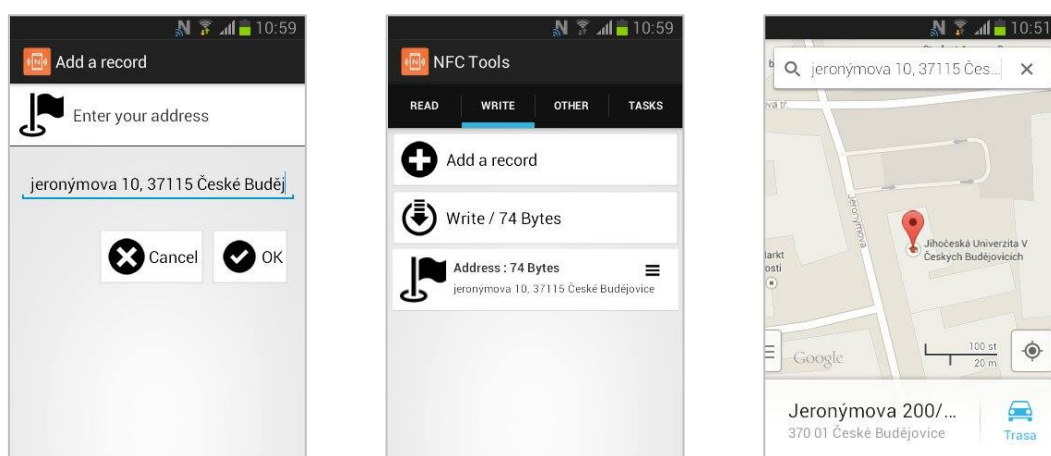 10:59
Add a record
Enter your address
jeronýmova 10, 37115 České Buděj
Cancel
OK
10:59
NFC Tools
READ WRITE OTHER TASKS
Add a record
Write / 74 Bytes
Address : 74 Bytes
jeronýmova 10, 37115 České Budějovice
10:51
jeronýmova 10, 37115 Čes...
Jeronýmova
Jihočeská Univerzita V
Českých Budějovicích
100 st
20 m
Google
Jeronýmova 200/...
370 01 České Budějovice
Trasa